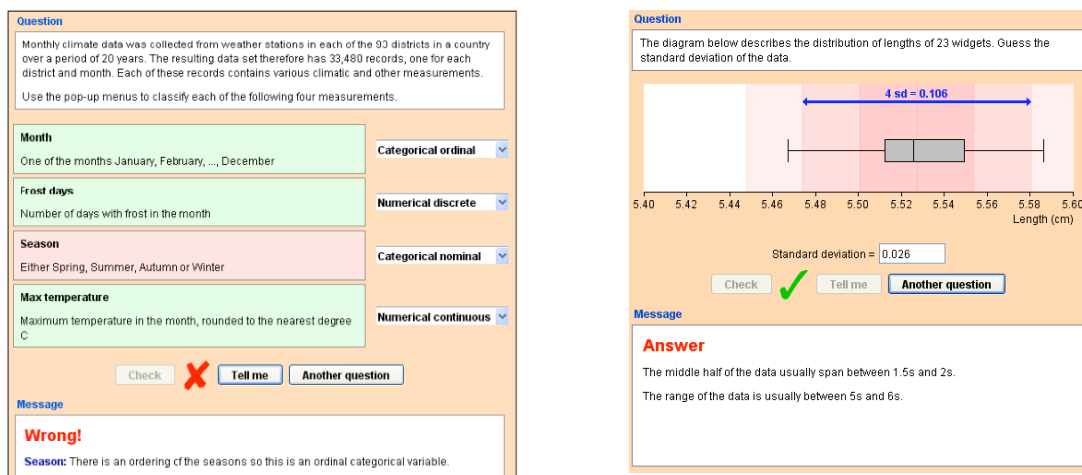 Question
Monthly climate data was collected from weather stations in each of the 93 districts in a country
over a period of 20 years. The resulting data set therefore has 33,480 records, one for each
district and month. Each of these records contains various climatic and other measurements.
Use the pop-up menus to classify each of the following four measurements.
Month
One of the months January, February, ..., December
Categorical ordinal
Frost days
Number of days with frost in the month
Numerical discrete
Season
Either Spring, Summer, Autumn or Winter
Categorical nominal
Max temperature
Maximum temperature in the month, rounded to the nearest degree
C
Numerical continuous
Check
Tell me
Another question
Message
Wrong!
Season: There is an ordering of the seasons so this is an ordinal categorical variable.
Question
The diagram below describes the distribution of lengths of 23 widgets. Guess the
standard deviation of the data.
4 sd = 0.106
5.40 5.42 5.44 5.46 5.48 5.50 5.52 5.54 5.56 5.58 5.60
Length (cm)
Standard deviation = 0.026
Check
Tell me
Another question
Message
Answer
The middle half of the data usually span between 1.5s and 2s.
The range of the data is usually between 5s and 6s.